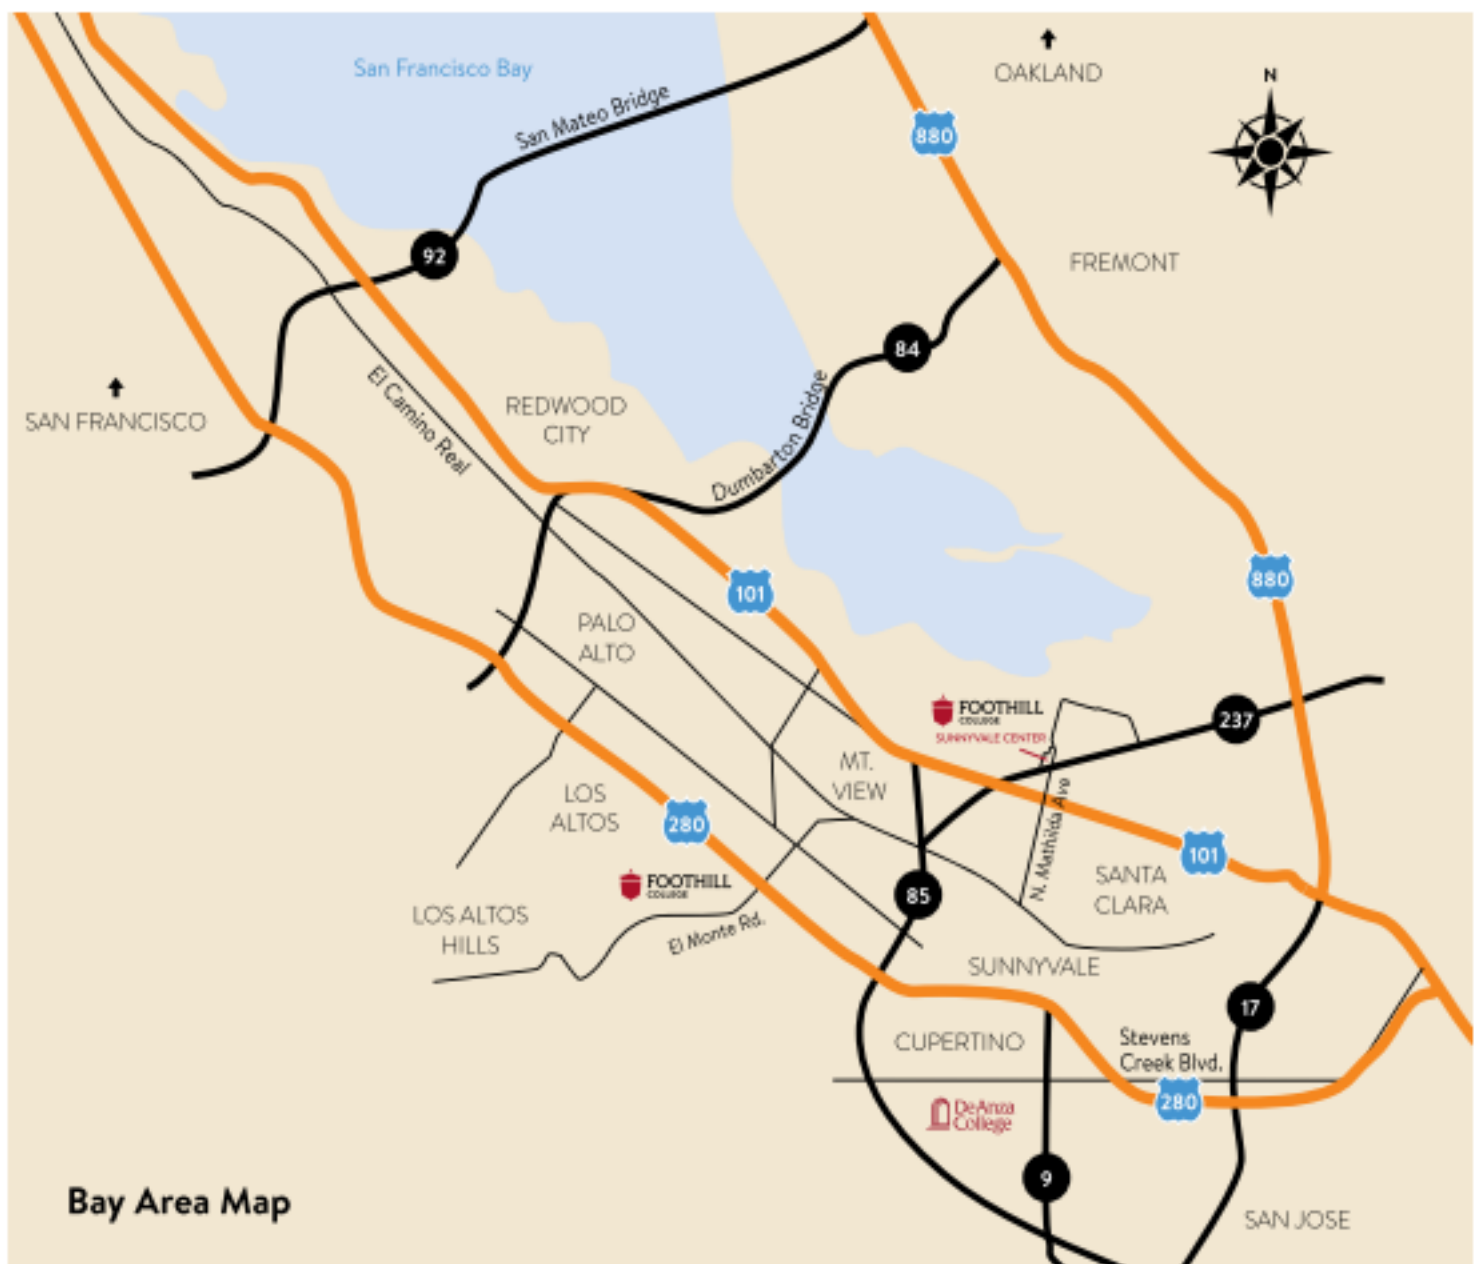 San Francisco Bay
OAKLAND
N
San Mateo Bridge
880
92
FREMONT
84
SAN FRANCISCO
El Camino Real
REDWOOD
CITY
Dumbarton Bridge
880
101
PALO
ALTO
FOOTHILL
COLLEGE
SUNNYVALE CENTER
237
MT.
VIEW
LOS
ALTOS
280
N. Mathilda Ave
101
FOOTHILL
COLLEGE
85
SANTA
CLARA
LOS ALTOS
HILLS
El Monte Rd.
SUNNYVALE
17
CUPERTINO
Stevens
Creek Blvd.
280
DeAnza
College
9
Bay Area Map
SAN JOSE